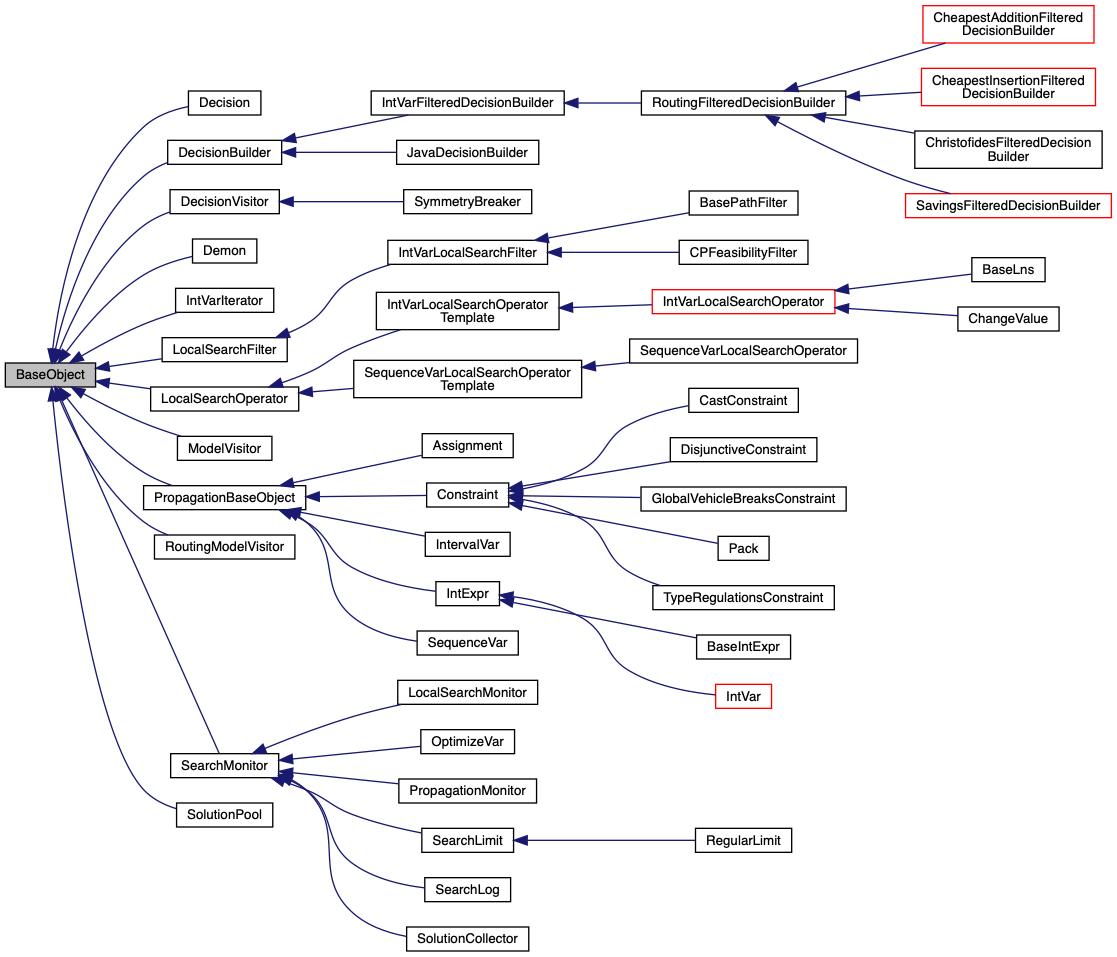 CheapestAdditionFiltered
DecisionBuilder
Decision
IntVarFilteredDecisionBuilder
RoutingFilteredDecisionBuilder
CheapestInsertionFiltered
DecisionBuilder
DecisionBuilder
JavaDecisionBuilder
ChristofidesFilteredDecision
Builder
DecisionVisitor
SymmetryBreaker
BasePathFilter
SavingsFilteredDecisionBuilder
Demon
IntVarLocalSearchFilter
CPFeasibilityFilter
IntVarIterator
IntVarLocalSearchOperator
Template
IntVarLocalSearchOperator
BaseLns
ChangeValue
LocalSearchFilter
SequenceVarLocalSearchOperator
BaseObject
SequenceVarLocalSearchOperator
Template
LocalSearchOperator
CastConstraint
ModelVisitor
Assignment
DisjunctiveConstraint
PropagationBaseObject
Constraint
GlobalVehicleBreaksConstraint
RoutingModelVisitor
IntervalVar
Pack
IntExpr
TypeRegulationsConstraint
SequenceVar
BaseIntExpr
LocalSearchMonitor
IntVar
OptimizeVar
SearchMonitor
PropagationMonitor
SolutionPool
SearchLimit
RegularLimit
SearchLog
SolutionCollector